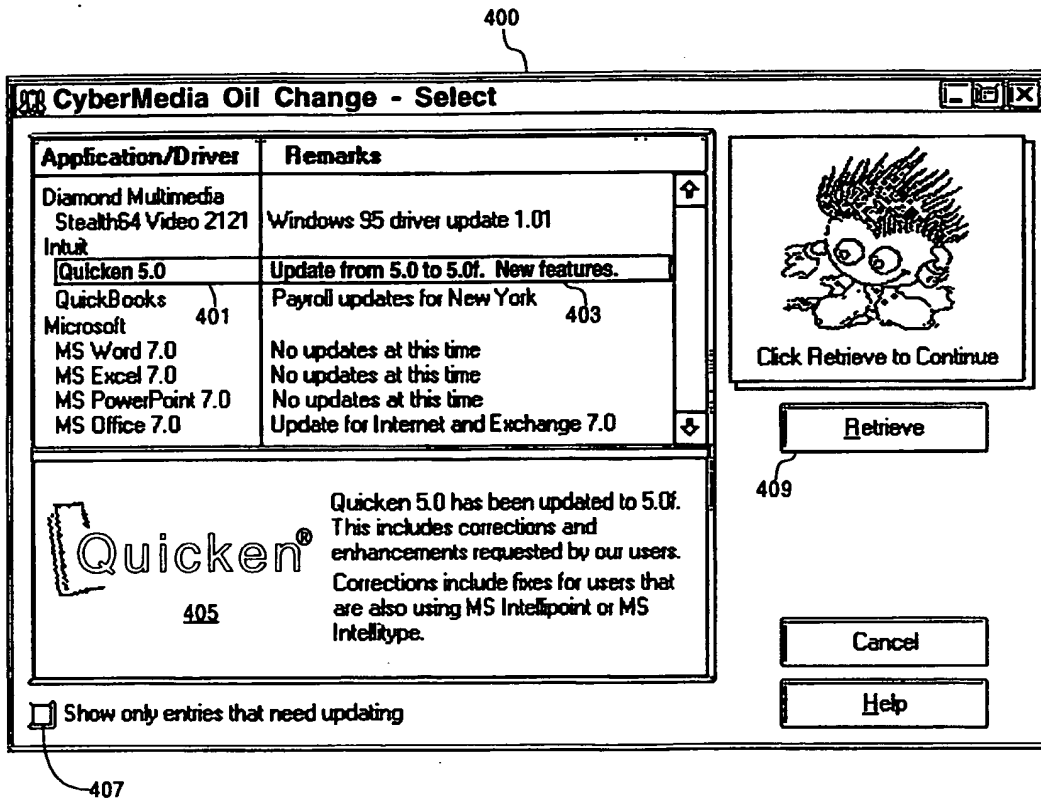 400
CyberMedia Oil Change - Select
Application/Driver Remarks
Diamond Multimedia
Stealth64 Video 2121 Windows 95 driver update 1.01
Intuit
Quicken 5.0 Update from 5.0 to 5.0f. New features.
QuickBooks Payroll updates for New York
401 403
Microsoft
MS Word 7.0 No updates at this time
MS Excel 7.0 No updates at this time
MS PowerPoint 7.0 No updates at this time
MS Office 7.0 Update for Internet and Exchange 7.0
Click Retrieve to Continue
Retrieve
409
Quicken®
405
Quicken 5.0 has been updated to 5.0f.
This includes corrections and
enhancements requested by our users.
Corrections include fixes for users that
are also using MS Intellipoint or MS
Intellitype.
Cancel
Help
Show only entries that need updating
407